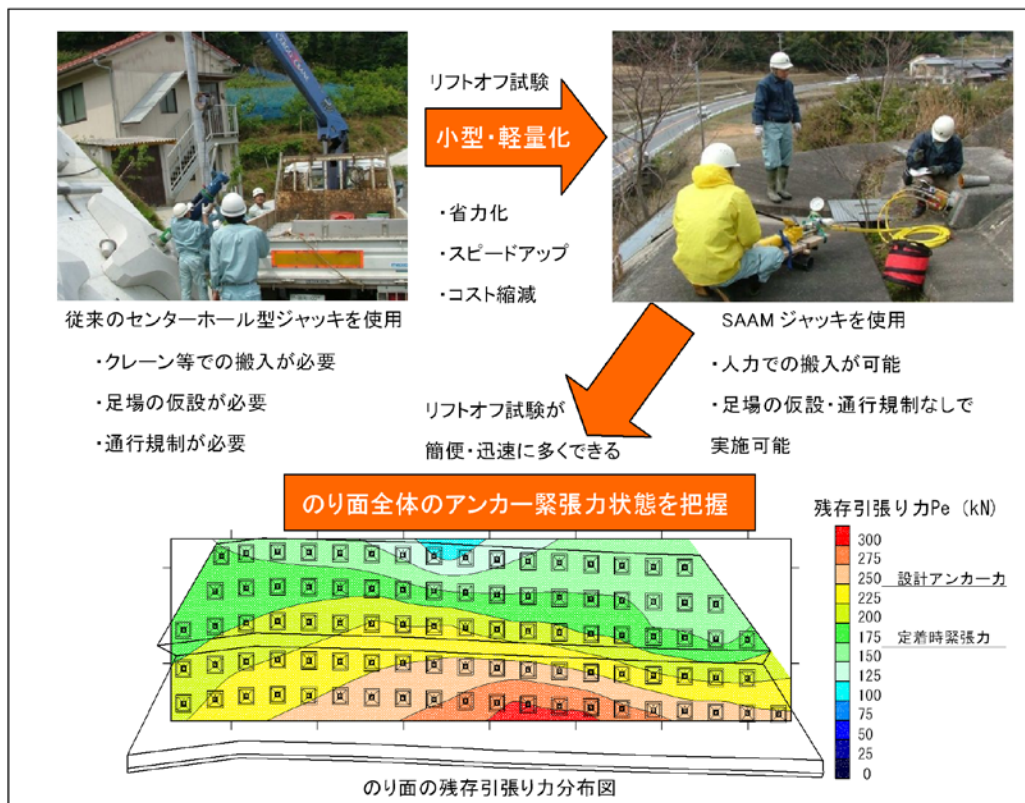 リフトオフ試験
小型・軽量化
・省力化
・スピードアップ
・コスト縮減
従来のセンターホール型ジャッキを使用
・クレーン等での搬入が必要
・足場の仮設が必要
・通行規制が必要
SAAM ジャッキを使用
・人力での搬入が可能
・足場の仮設・通行規制なしで
実施可能
リフトオフ試験が
簡便・迅速に多くできる
のり面全体のアンカー緊張力状態を把握
残存引張り力Pe (kN)
300
275
250
設計アンカー力
225
200
175
定着時緊張力
150
125
100
75
50
25
0
のり面の残存引張り力分布図